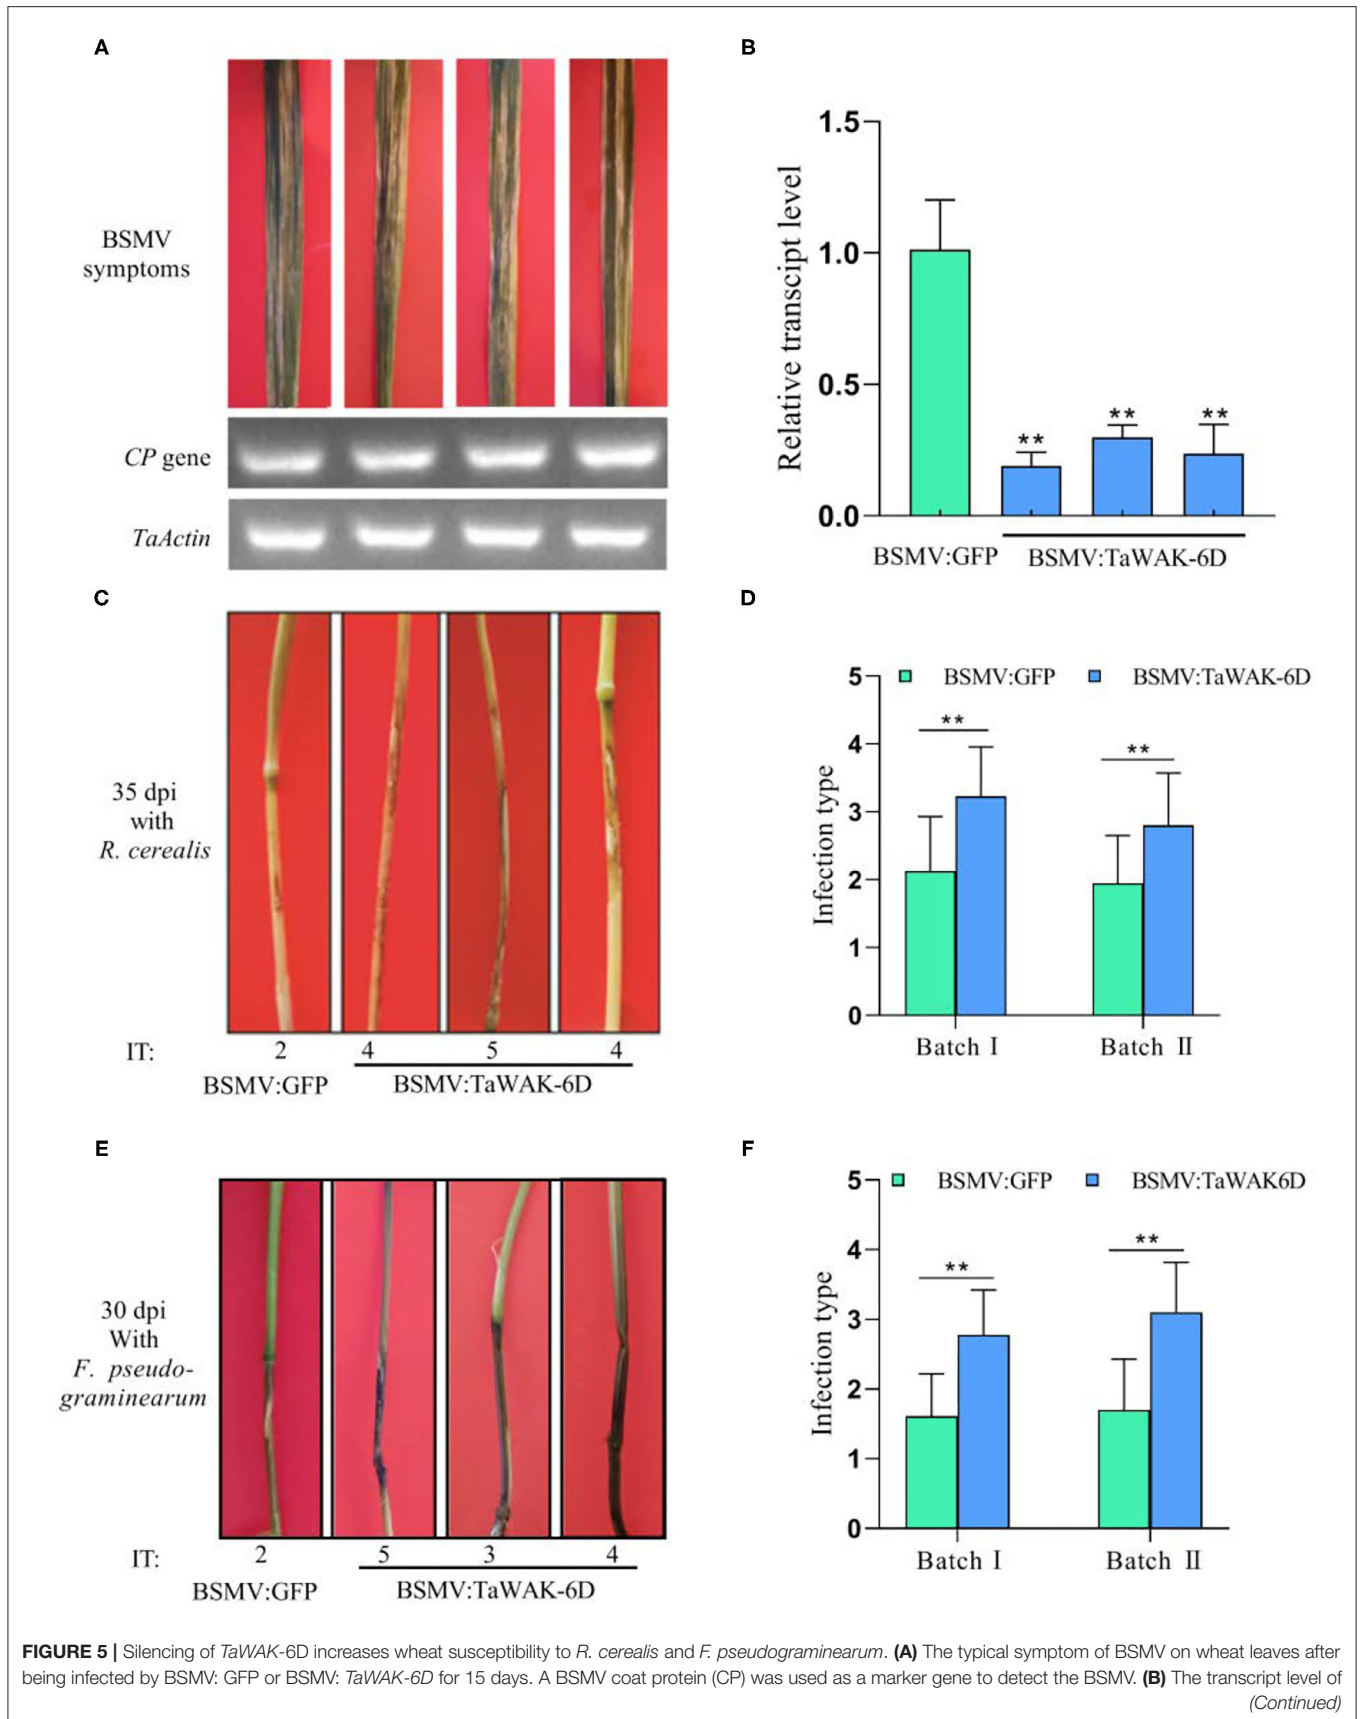 A
BSMV
symptoms
CP gene
TaActin
B
Relative transcipt level
1.5
1.0
0.5
0.0
**
**
**
BSMV:GFP
BSMV:TaWAK-6D
C
35 dpi
with
R. cerealis
IT:
2
4
5
4
BSMV:GFP
BSMV:TaWAK-6D
D
BSMV:GFP
BSMV:TaWAK-6D
Infection type
5
4
3
2
1
0
**
**
Batch I
Batch II
E
30 dpi
With
F. pseudo-
graminearum
IT:
2
5
3
4
BSMV:GFP
BSMV:TaWAK-6D
F
BSMV:GFP
BSMV:TaWAK6D
Infection type
5
4
3
2
1
0
**
**
Batch I
Batch II
FIGURE 5 | Silencing of TaWAK-6D increases wheat susceptibility to R. cerealis and F. pseudograminearum. (A) The typical symptom of BSMV on wheat leaves after
being infected by BSMV: GFP or BSMV: TaWAK-6D for 15 days. A BSMV coat protein (CP) was used as a marker gene to detect the BSMV. (B) The transcript level of
(Continued)